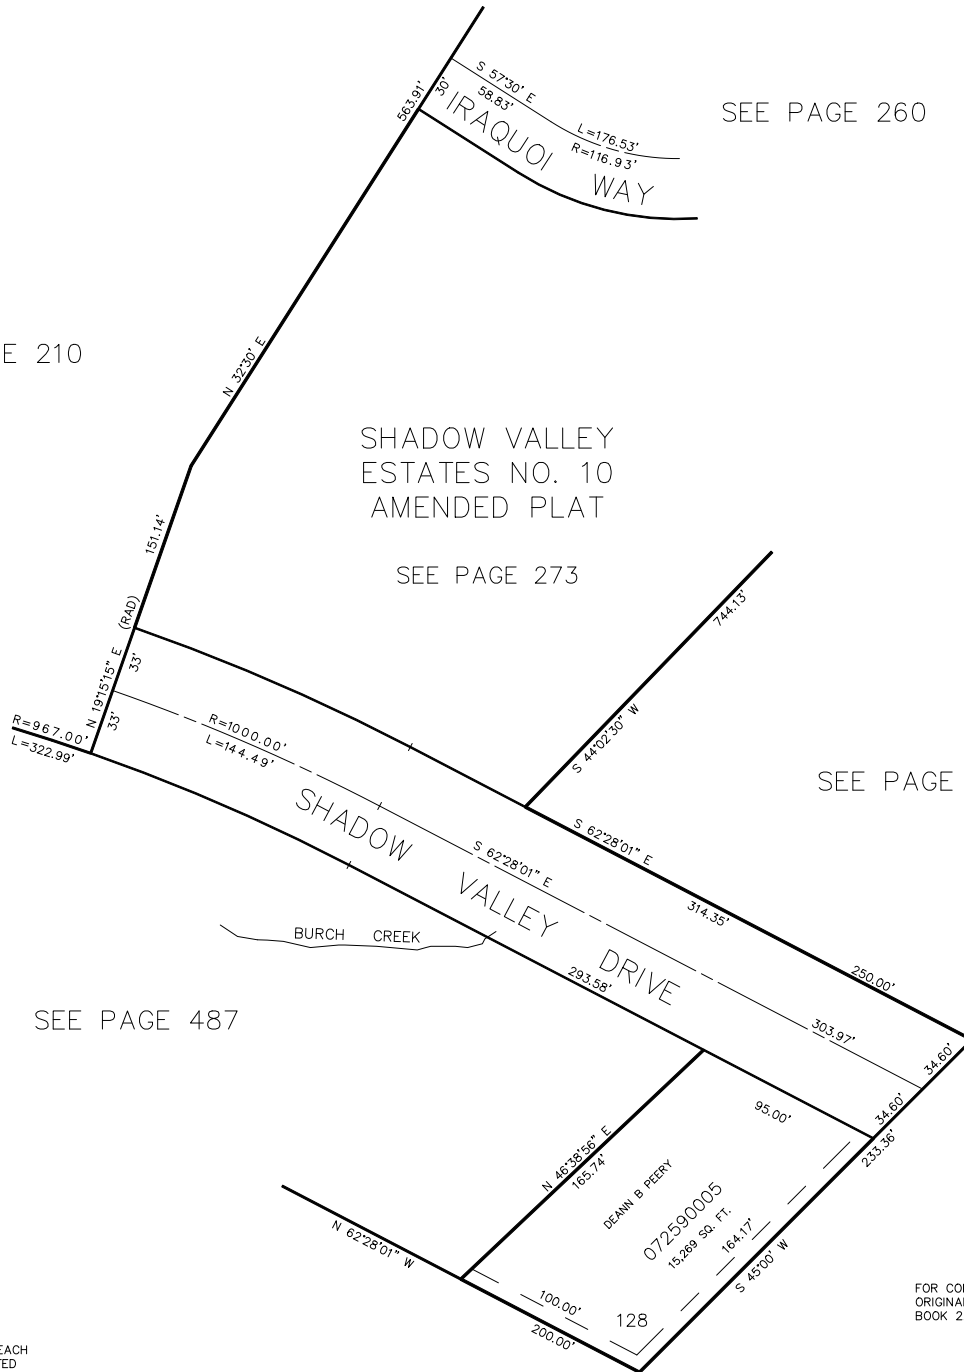 S 57°30' E
58.83'
563.91'
30'
IRAQUOI WAY
L=176.53'
R=116.93'
SEE PAGE 260
E 210
N 32°30' E
SHADOW VALLEY
ESTATES NO. 10
AMENDED PLAT
SEE PAGE 273
151.14'
(RAD)
N 19°15'15" E
33'
33'
R=967.00'
L=322.99'
R=1000.00'
L=144.49'
744.13'
S 44°02'30" W
SEE PAGE
S 62°28'01" E
314.35'
250.00'
S 62°28'01" E
SHADOW VALLEY DRIVE
BURCH CREEK
293.58'
303.97'
34.60'
34.60'
SEE PAGE 487
95.00'
233.36'
N 46°38'56" E
165.74'
DEANN B PEERY
072590005
15,269 SQ. FT.
164.17'
S 45°00' W
N 62°28'01" W
100.00'
200.00'
128
FOR CO
ORIGINA
BOOK 2
EACH
TED